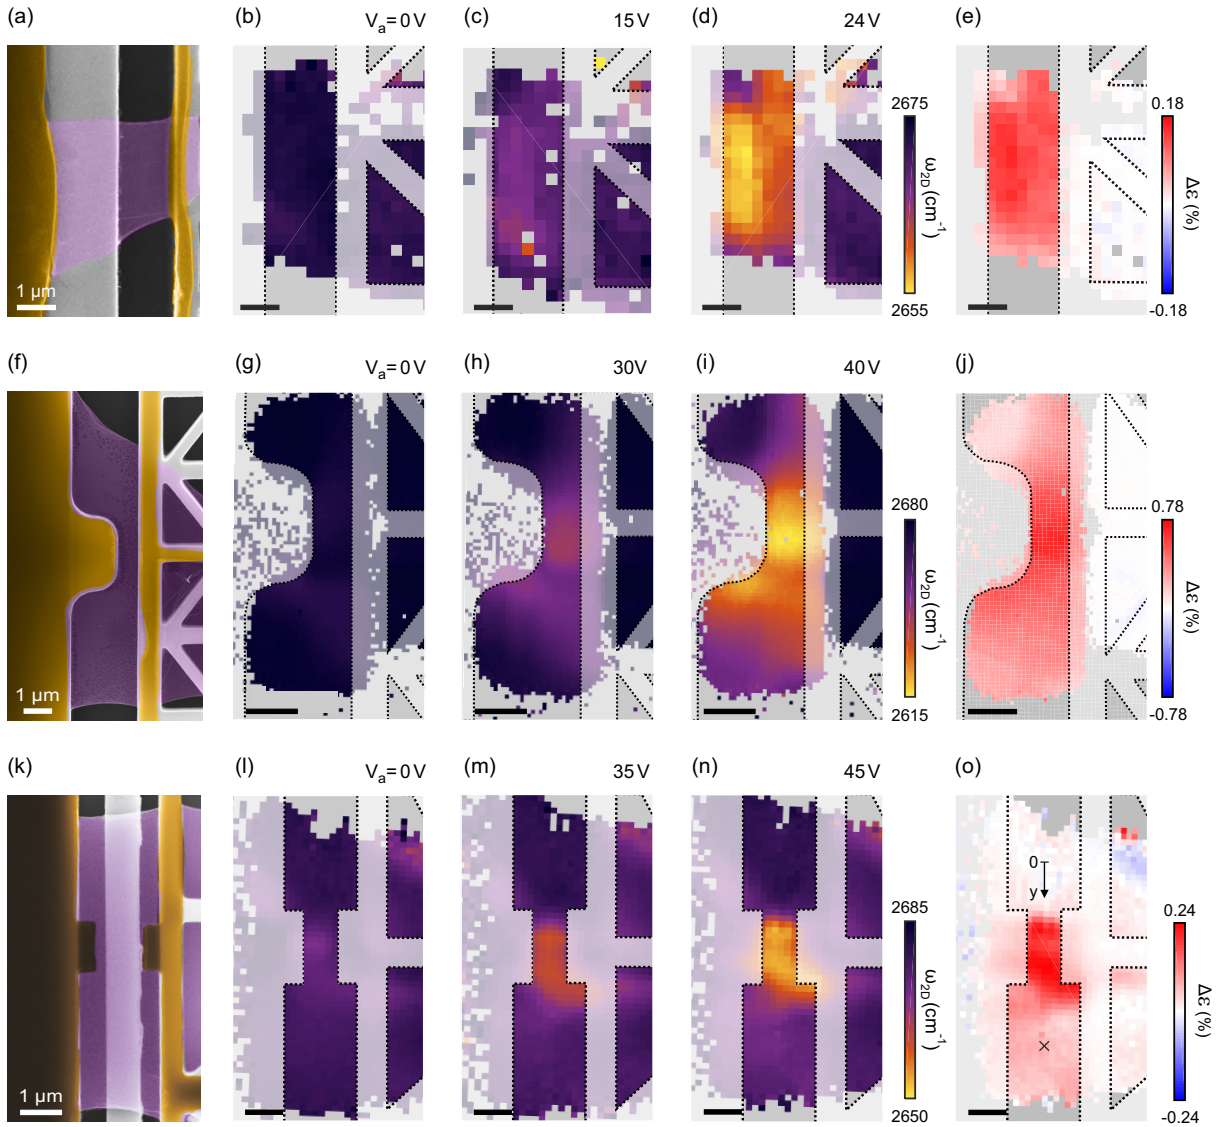 (a)
(b)
V_a = 0 V
(c)
15 V
(d)
24 V
(e)
1 μm
2675
ω_2D (cm⁻¹)
2655
0.18
Δε (%)
-0.18
(f)
(g)
V_a = 0 V
(h)
30V
(i)
40 V
(j)
1 μm
2680
ω_2D (cm⁻¹)
2615
0.78
Δε (%)
-0.78
(k)
(l)
V_a = 0 V
(m)
35 V
(n)
45 V
(o)
1 μm
2685
ω_2D (cm⁻¹)
2650
0
y
×
0.24
Δε (%)
-0.24